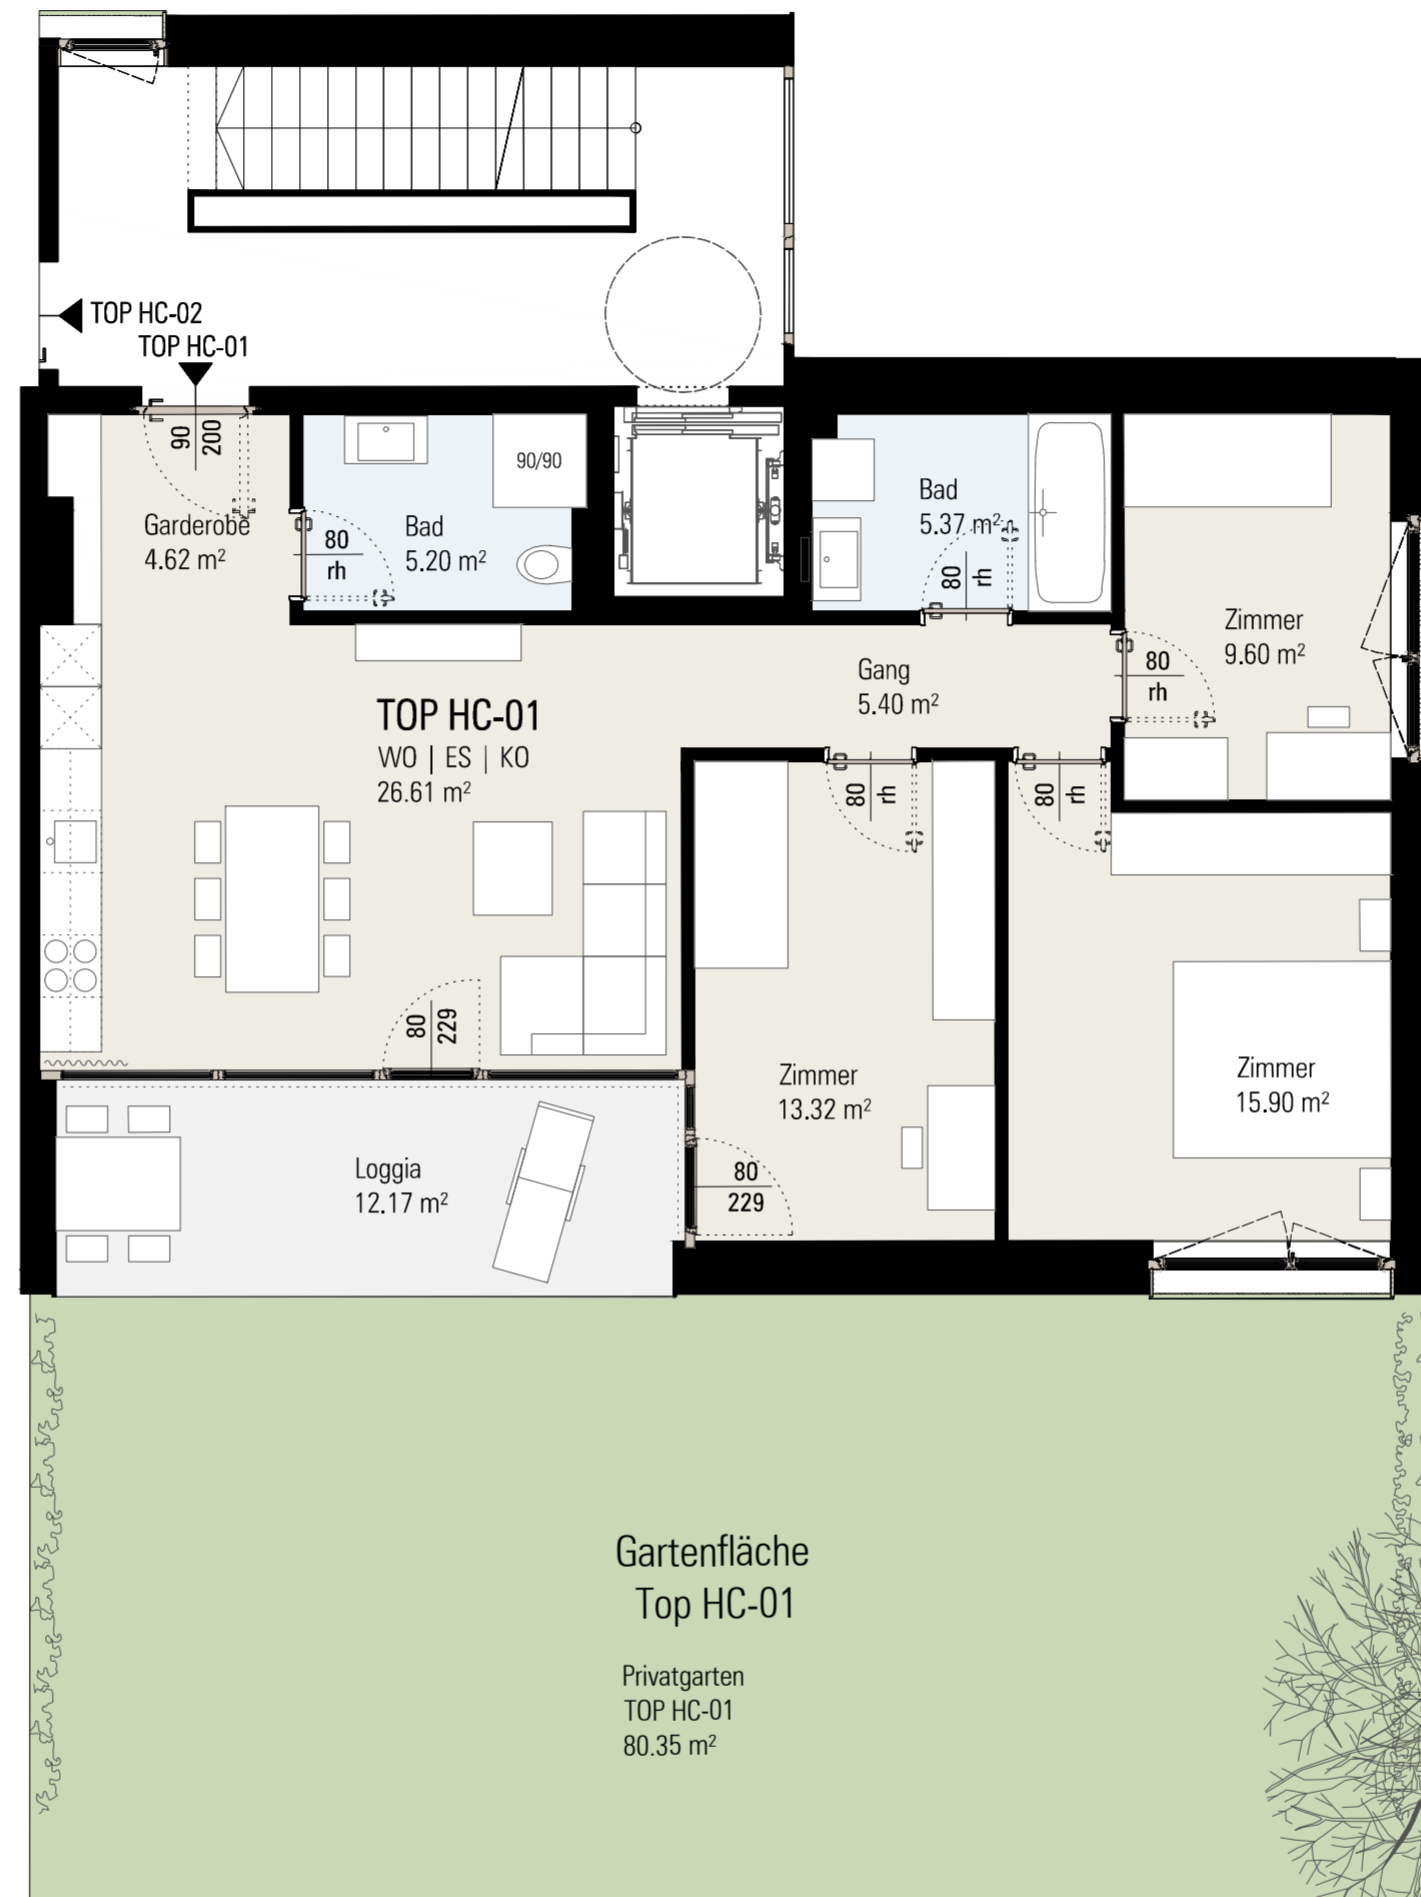 TOP HC-02
TOP HC-01
90
200
Garderobe
4.62 m²
80
rh
Bad
5.20 m²
90/90
Bad
5.37 m²
80
rh
Zimmer
9.60 m²
80
rh
Gang
5.40 m²
TOP HC-01
WO | ES | KO
26.61 m²
80
rh
80
rh
80
229
Zimmer
13.32 m²
Zimmer
15.90 m²
80
229
Loggia
12.17 m²
Gartenfläche
Top HC-01
Privatgarten
TOP HC-01
80.35 m²